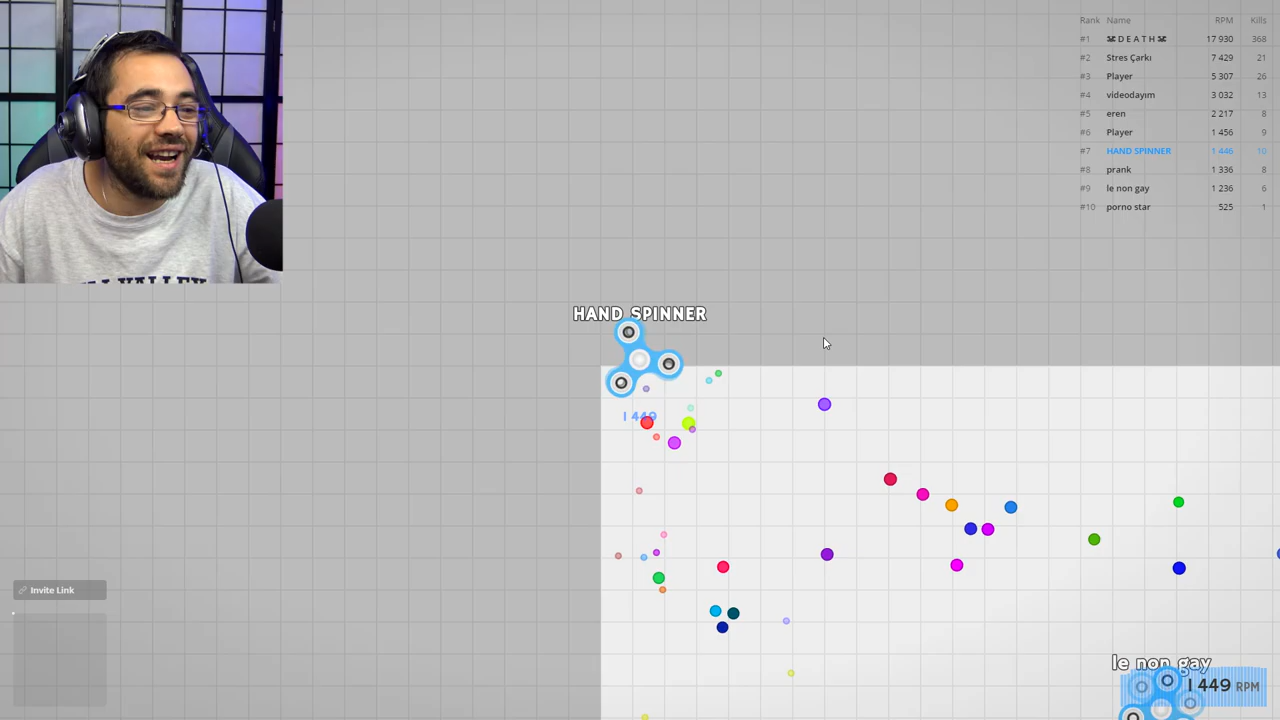 Rank Name RPM Kills
#1 ☠ D E A T H ☠ 17 930 368
#2 Stres Çarkı 7 429 21
#3 Player 5 307 26
#4 videodayım 3 032 13
#5 eren 2 217 8
#6 Player 1 456 9
#7 HAND SPINNER 1 446 10
#8 prank 1 336 8
#9 le non gay 1 236 6
#10 porno star 525 1
HAND SPINNER
1 449
Invite Link
le non gay
1 449 RPM